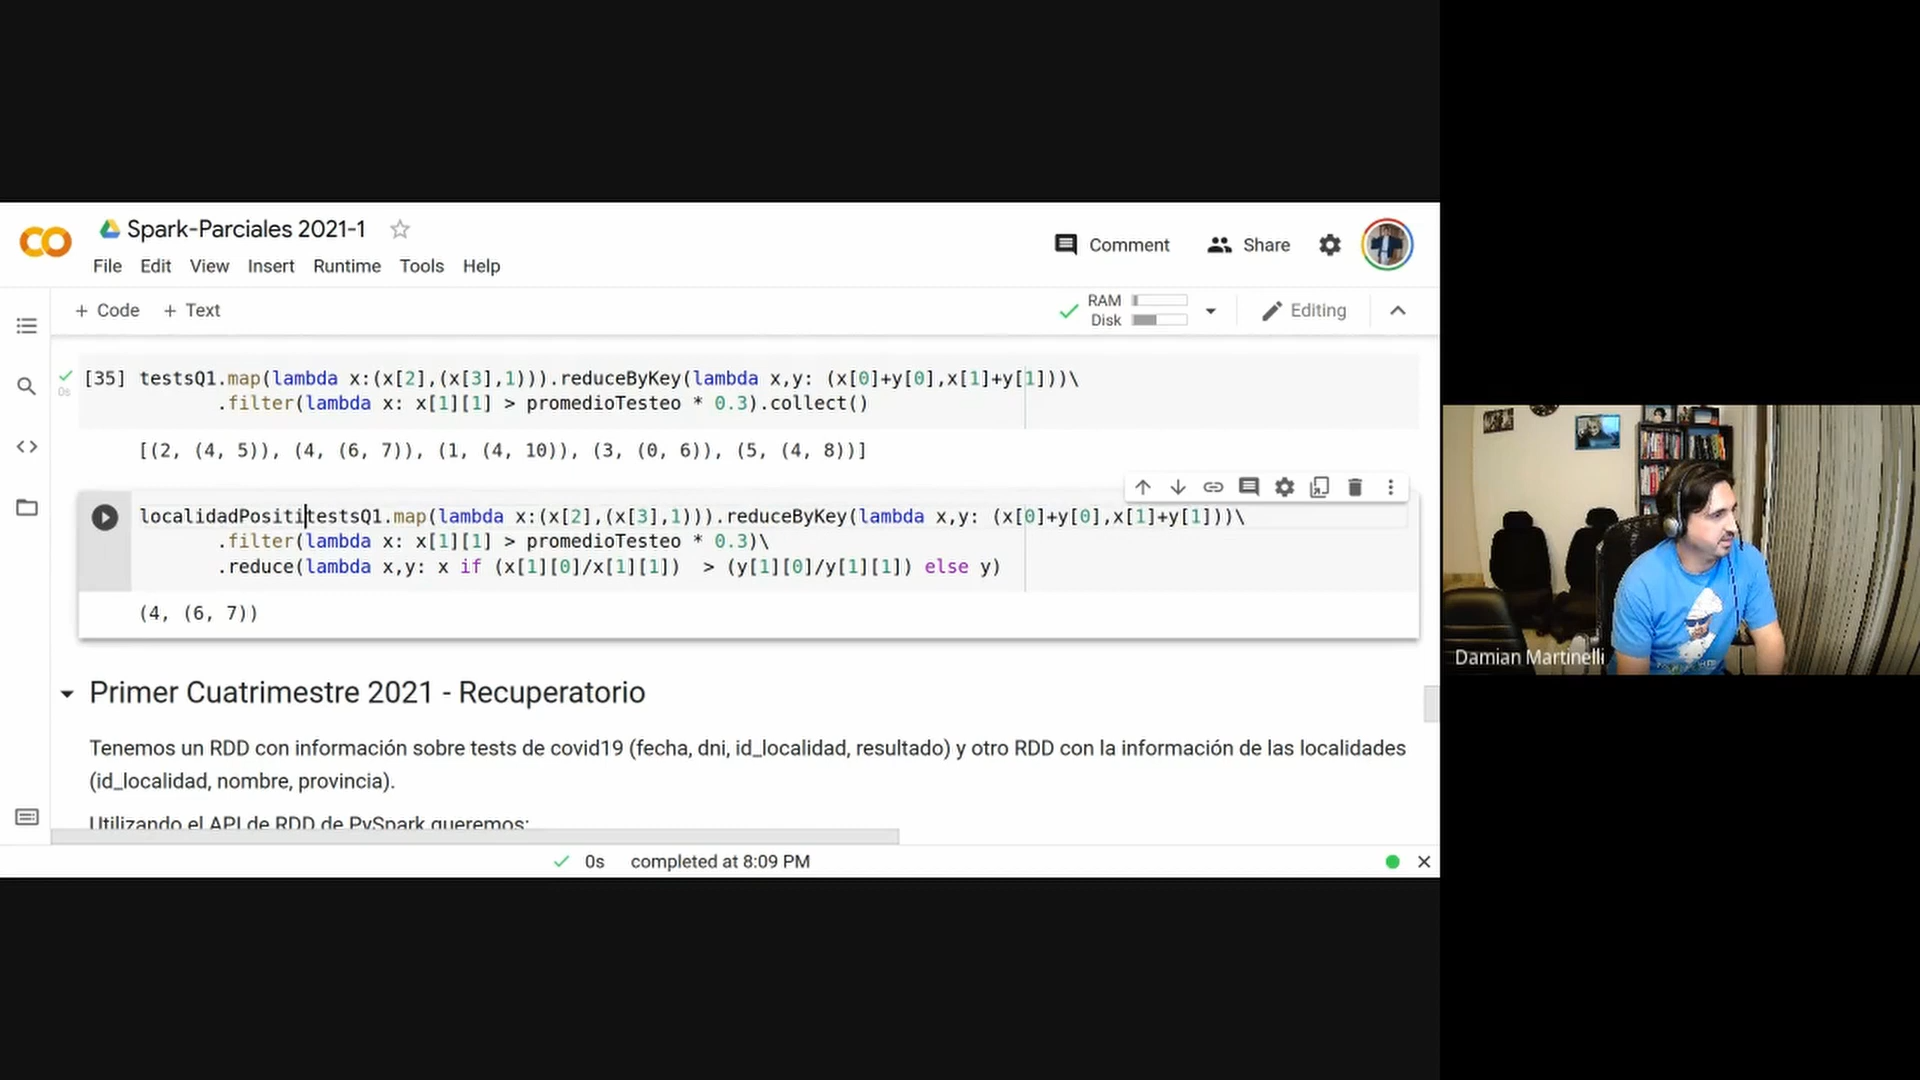 Spark-Parciales 2021-1
Comment
Share
File Edit View Insert Runtime Tools Help
+ Code + Text
RAM
Disk
Editing
0s
[35] testsQ1.map(lambda x:(x[2],(x[3],1))).reduceByKey(lambda x,y: (x[0]+y[0],x[1]+y[1]))\
.filter(lambda x: x[1][1] > promedioTesteo * 0.3).collect()
[(2, (4, 5)), (4, (6, 7)), (1, (4, 10)), (3, (0, 6)), (5, (4, 8))]
localidadPosititestsQ1.map(lambda x:(x[2],(x[3],1))).reduceByKey(lambda x,y: (x[0]+y[0],x[1]+y[1]))\
.filter(lambda x: x[1][1] > promedioTesteo * 0.3)\
.reduce(lambda x,y: x if (x[1][0]/x[1][1]) > (y[1][0]/y[1][1]) else y)
(4, (6, 7))
Primer Cuatrimestre 2021 - Recuperatorio
Tenemos un RDD con información sobre tests de covid19 (fecha, dni, id_localidad, resultado) y otro RDD con la información de las localidades
(id_localidad, nombre, provincia).
Utilizando el API de RDD de PySpark queremos:
0s completed at 8:09 PM
Damian Martinelli